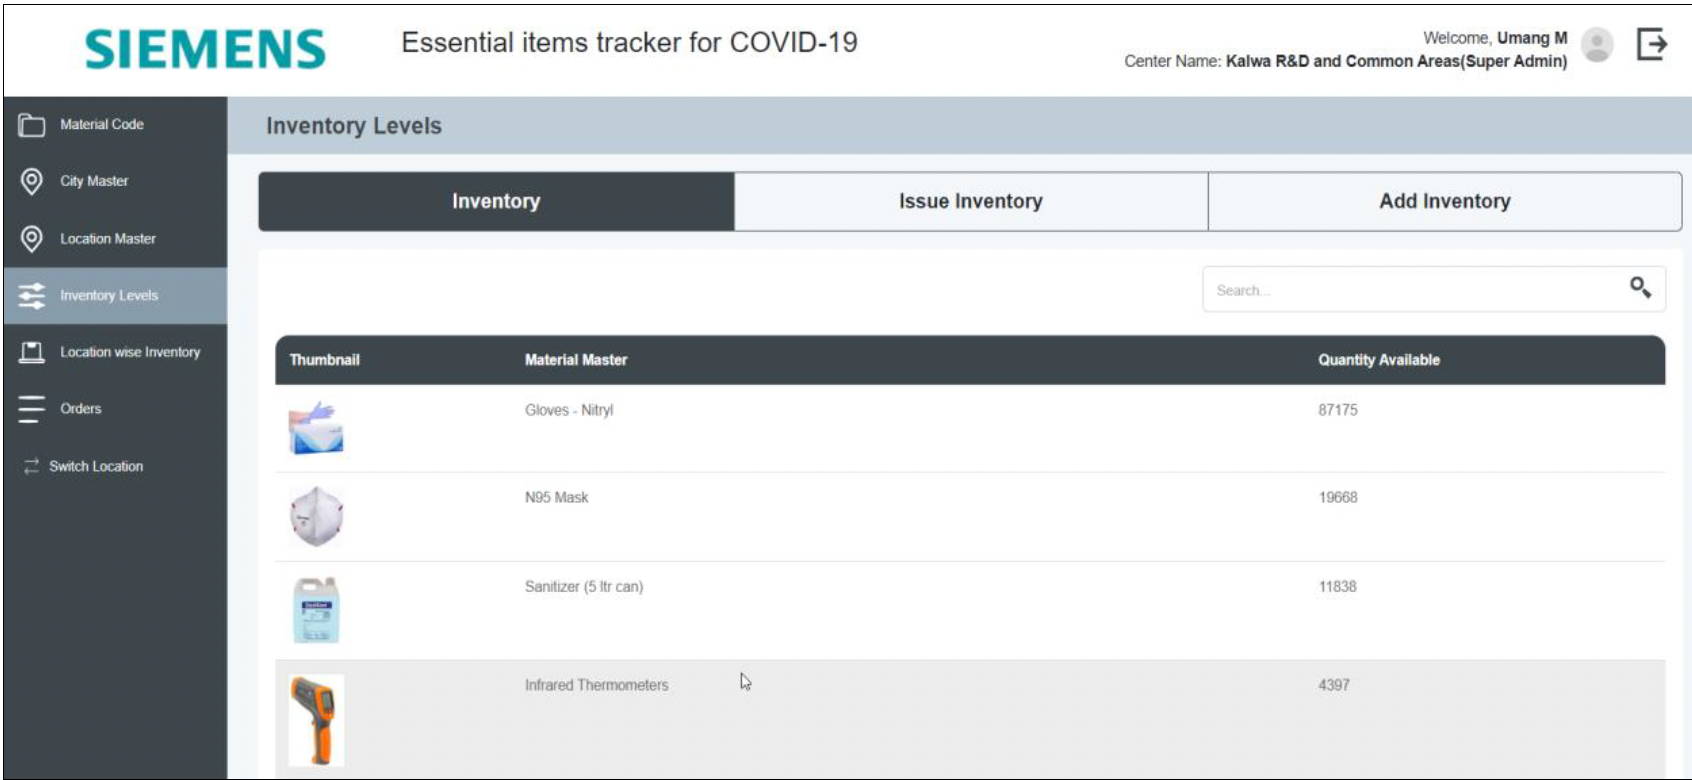 SIEMENS
Essential items tracker for COVID-19
Welcome, Umang M
Center Name: Kalwa R&D and Common Areas(Super Admin)
Material Code
City Master
Location Master
Inventory Levels
Location wise Inventory
Orders
Switch Location
Inventory Levels
Inventory Issue Inventory Add Inventory
Search...
Thumbnail Material Master Quantity Available
Gloves - Nitryl 87175
N95 Mask 19668
Sanitizer (5 ltr can) 11838
Infrared Thermometers 4397